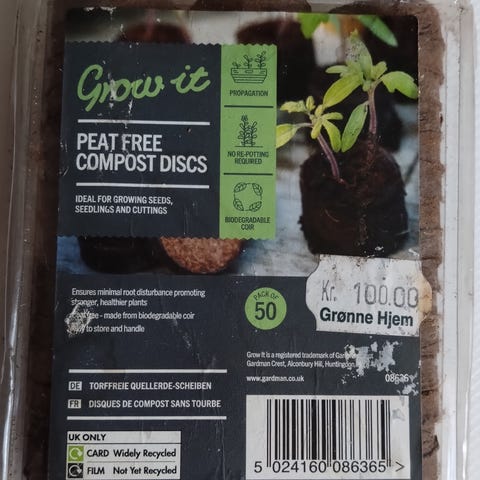 Grow it
PEAT FREE
COMPOST DISCS
IDEAL FOR GROWING SEEDS,
SEEDLINGS AND CUTTINGS
PROPAGATION
NO RE-POTTING
REQUIRED
BIODEGRADABLE
COIR
Ensures minimal root disturbance promoting
stronger, healthier plants
free - made from biodegradable coir
to store and handle
PACK OF
50
Kr. 100.00
Grønne Hjem
Grow It is a registered trademark of
Gardman Crest, Alconbury Hill,
www.gardman.co.uk
08636
DE TORFFREIE QUELLERDE-SCHEIBEN
FR DISQUES DE COMPOST SANS TOURBE
UK ONLY
CARD Widely Recycled
FILM Not Yet Recycled
5 024160 086365 >